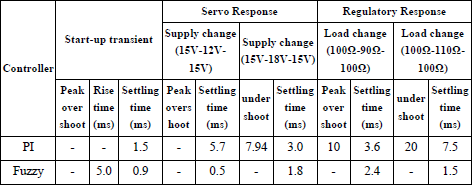 Servo Response
Regulatory Response
Controller
Start-up transient
Supply change
(15V-12V-
15V)
Supply change
(15V-18V-15V)
Load change
(100Ω-90Ω-
100Ω)
Load change
(100Ω-110Ω-
100Ω)
Peak
over
shoot
Rise
time
(ms)
Settling
time
(ms)
Peak
overs
hoot
Settling
time
(ms)
under
shoot
Settling
time
(ms)
Peak
over
shoot
Settling
time
(ms)
under
shoot
Settling
time
(ms)
PI - - 1.5 - 5.7 7.94 3.0 10 3.6 20 7.5
Fuzzy - 5.0 0.9 - 0.5 - 1.8 - 2.4 - 1.5